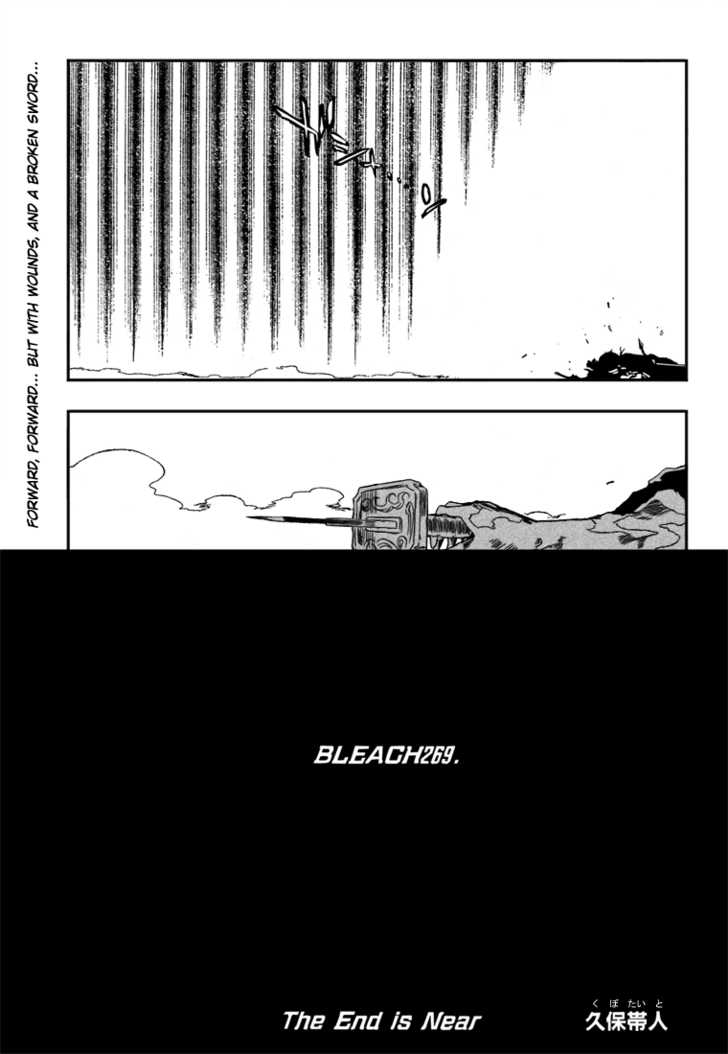 FORWARD, FORWARD... BUT WITH WOUNDS, AND A BROKEN SWORD...
BLEACH269.
The End is Near
く ぼ たい と
久保帯人